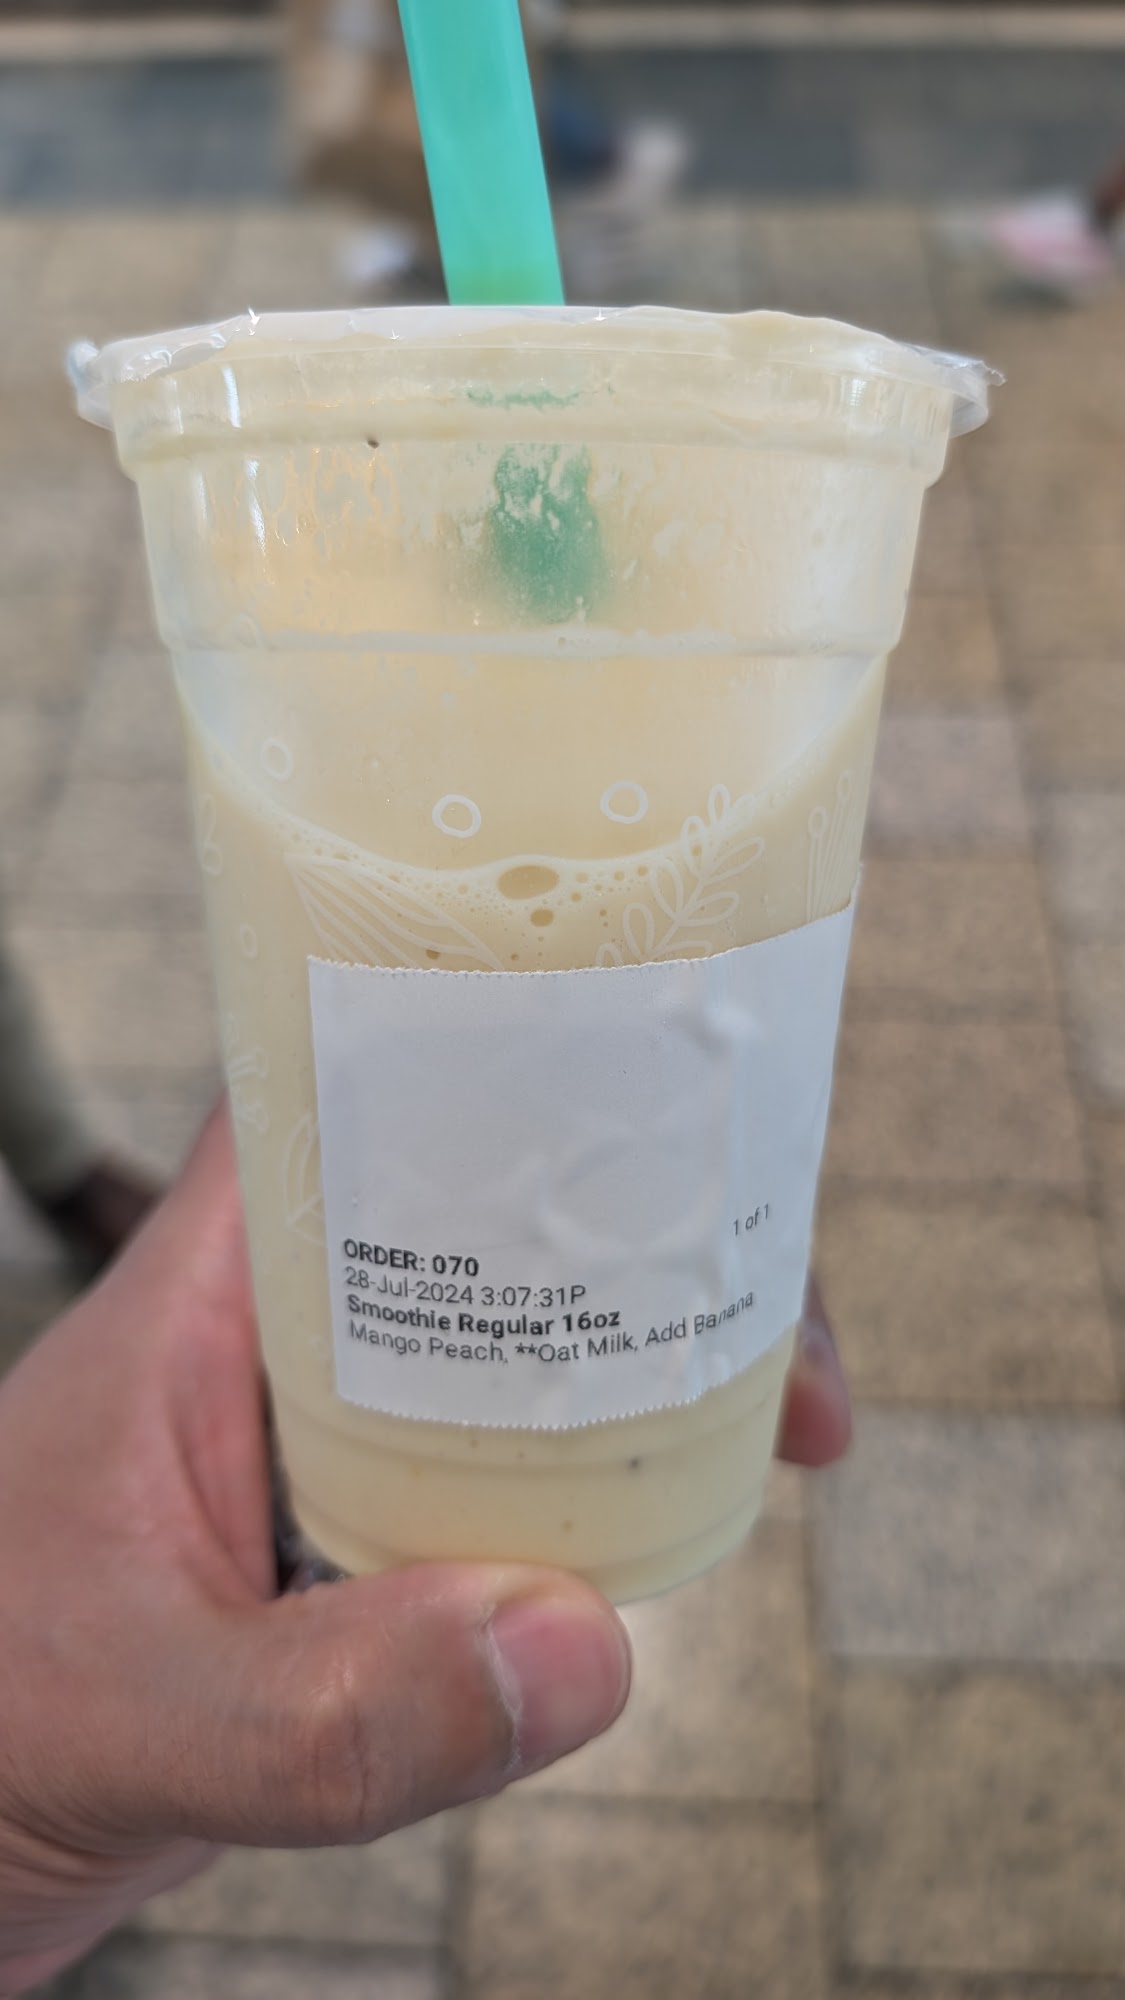 1 of 1
ORDER: 070
28-Jul-2024 3:07:31P
Smoothie Regular 16oz
Mango Peach, **Oat Milk, Add Banana